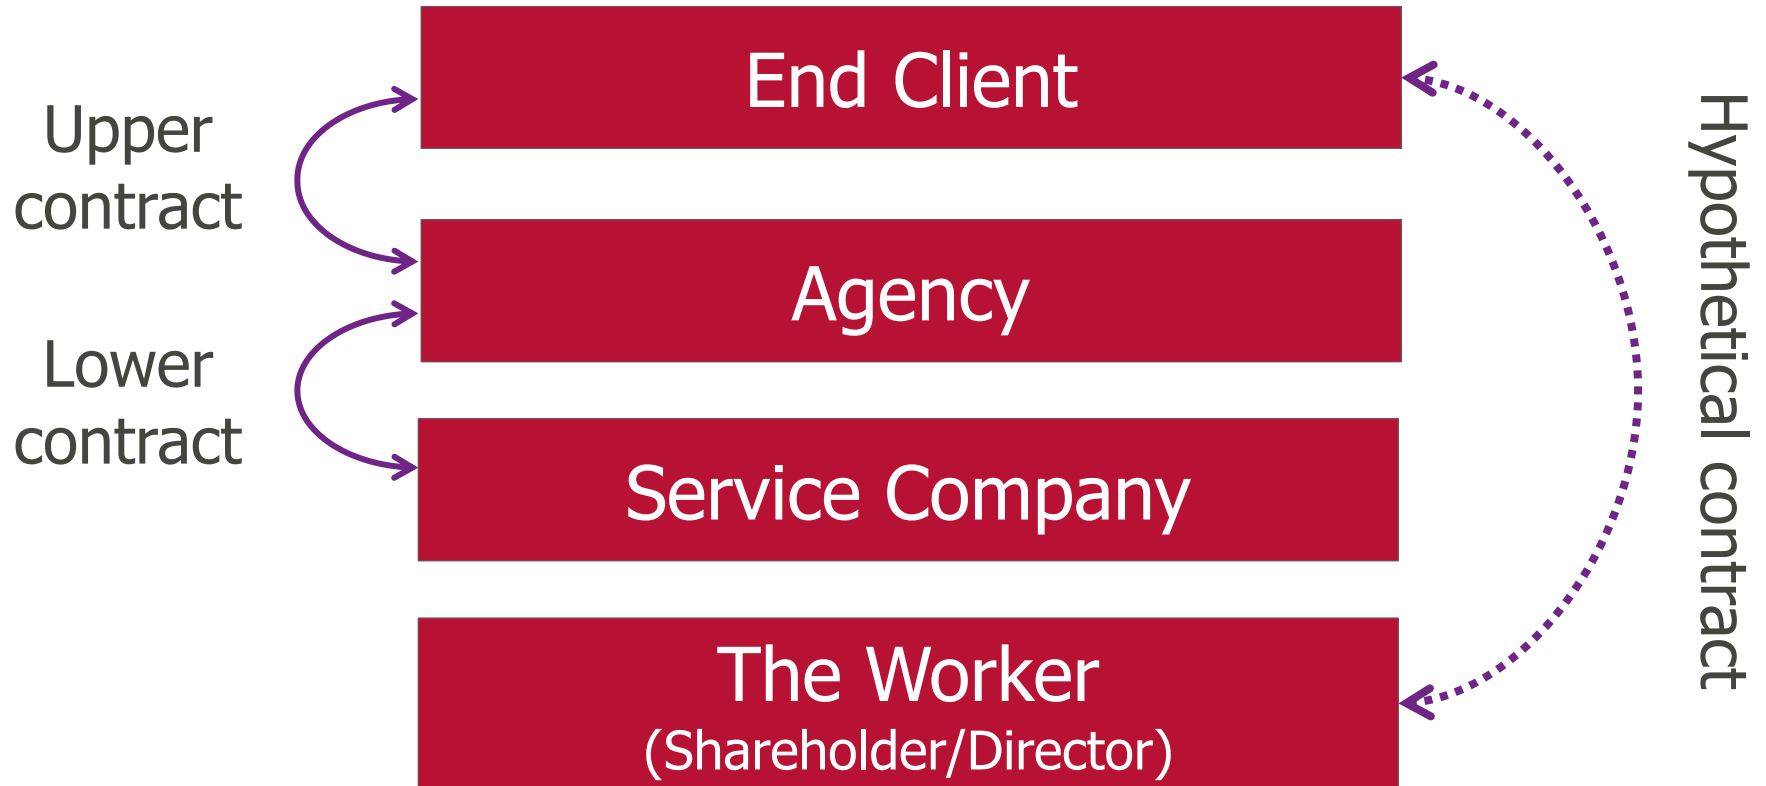 End Client
Upper
contract
Agency
Lower
contract
Service Company
The Worker
(Shareholder/Director)
Hypothetical contract